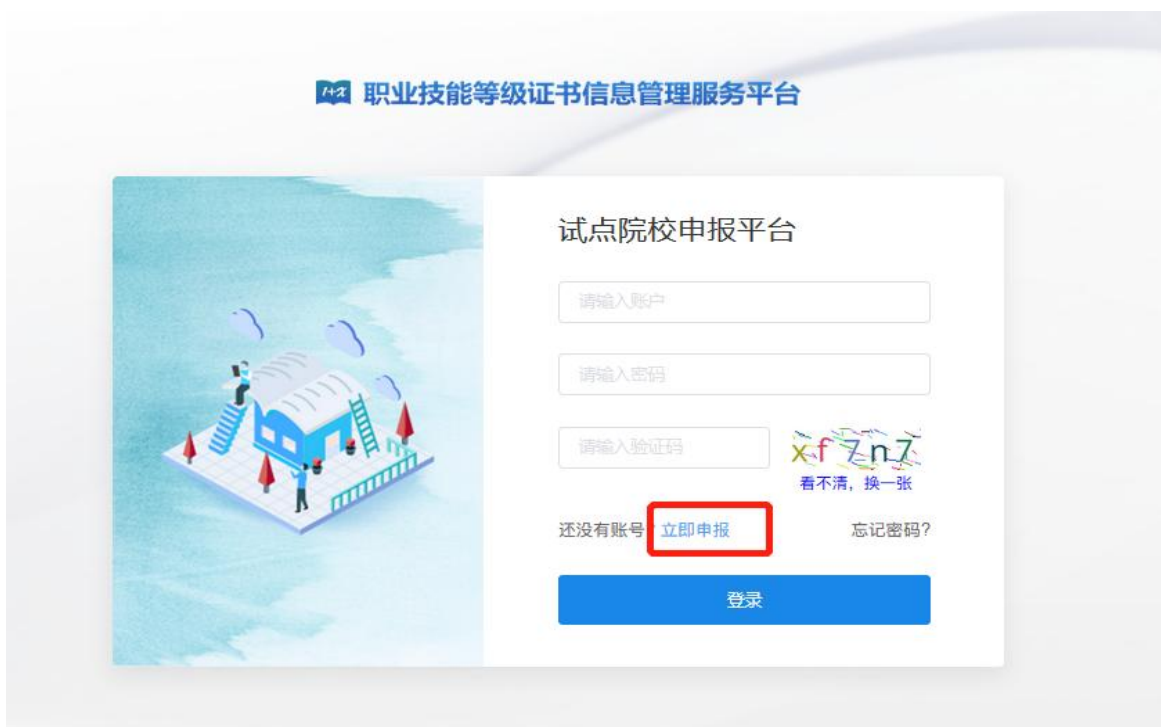 1+X 职业技能等级证书信息管理服务平台
试点院校申报平台
请输入账户
请输入密码
请输入验证码
xf7n7
看不清，换一张
还没有账号? 立即申报 忘记密码?
登录